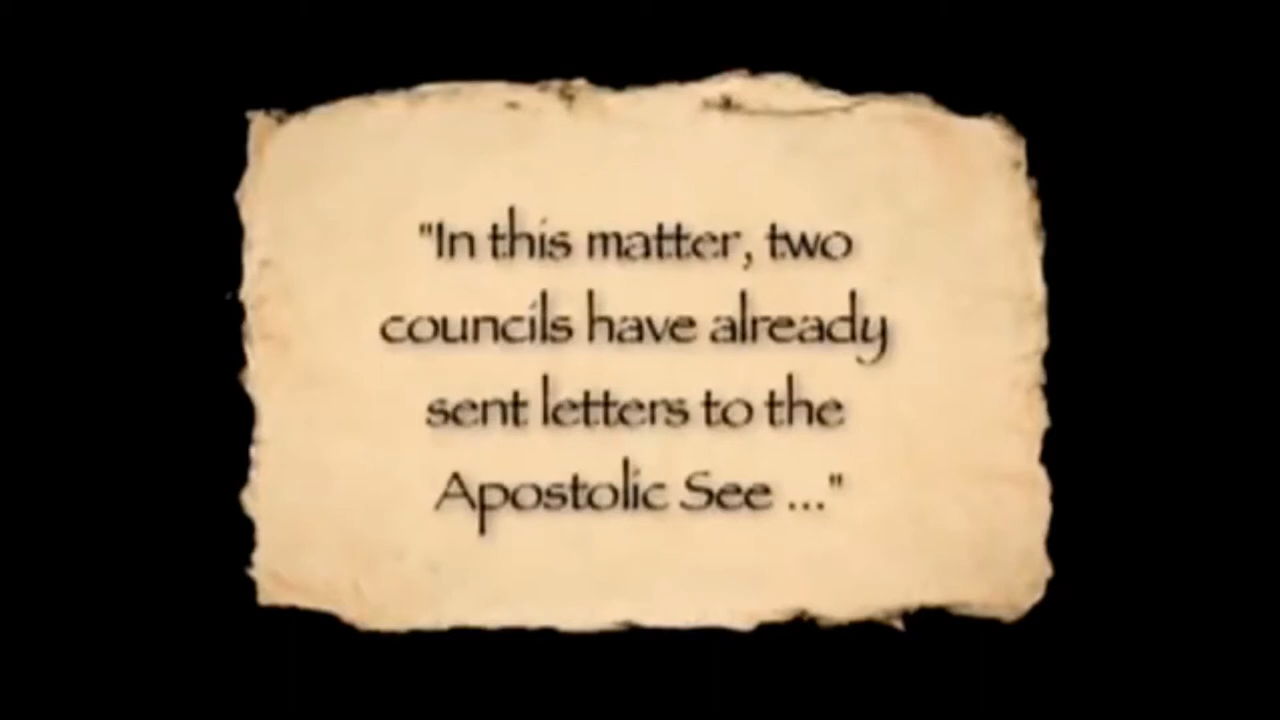 "In this matter, two
councils have already
sent letters to the
Apostolic See ..."